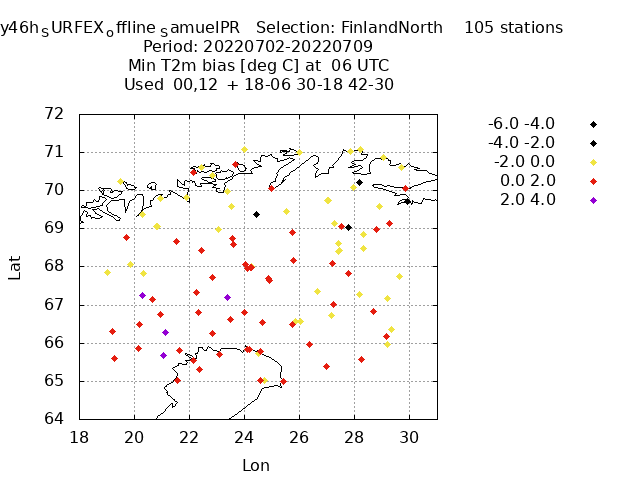 y46hsURFEXoffline samuelPR Selection: FinlandNorth 105 stations
Period: 20220702-20220709
Min T2m bias [deg C] at 06 UTC
Used 00,12 + 18-06 30-18 42-30
72
71
70
69
68
67
66
65
64
18 20 22 24 26 28 30
Lat
Lon
-6.0 -4.0
-4.0 -2.0
-2.0 0.0
0.0 2.0
2.0 4.0